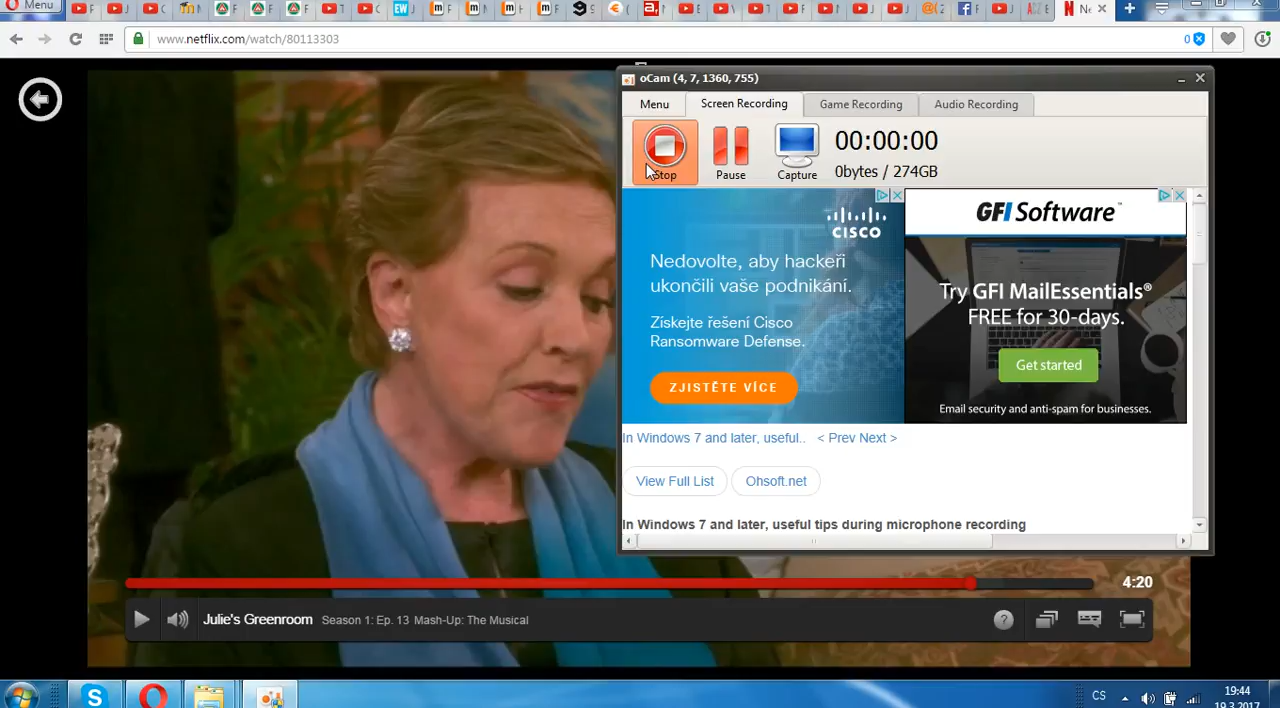 Menu
www.netflix.com/watch/80113303
0
oCam (4, 7, 1360, 755)
Menu
Screen Recording
Game Recording
Audio Recording
Stop
Pause
Capture
00:00:00
0bytes / 274GB
CISCO
Nedovolte, aby hackeři
ukončili vaše podnikání.
Získejte řešení Cisco
Ransomware Defense.
ZJISTĚTE VÍCE
GFI Software™
Try GFI MailEssentials®
FREE for 30-days.
Get started
Email security and anti-spam for businesses.
In Windows 7 and later, useful.. < Prev Next >
View Full List
Ohsoft.net
In Windows 7 and later, useful tips during microphone recording
4:20
Julie's Greenroom Season 1: Ep. 13 Mash-Up: The Musical
?
CS
19:44
19.3.2017